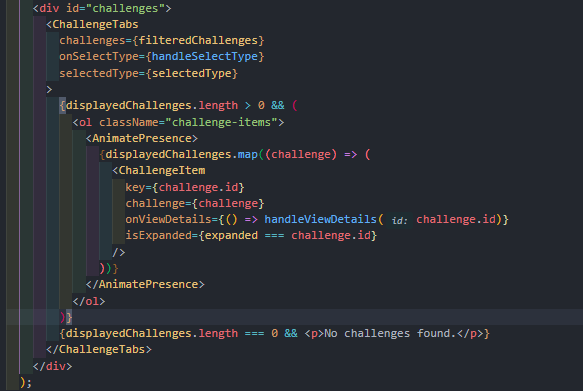 <div id="challenges">
<ChallengeTabs
challenges={filteredChallenges}
onSelectType={handleSelectType}
selectedType={selectedType}
>
{displayedChallenges.length > 0 && (
<ol className="challenge-items">
<AnimatePresence>
{displayedChallenges.map((challenge) => (
<ChallengeItem
key={challenge.id}
challenge={challenge}
onViewDetails={() => handleViewDetails( id: challenge.id)}
isExpanded={expanded === challenge.id}
/>
))}
</AnimatePresence>
</ol>
)}
{displayedChallenges.length === 0 && <p>No challenges found.</p>}
</ChallengeTabs>
</div>
);